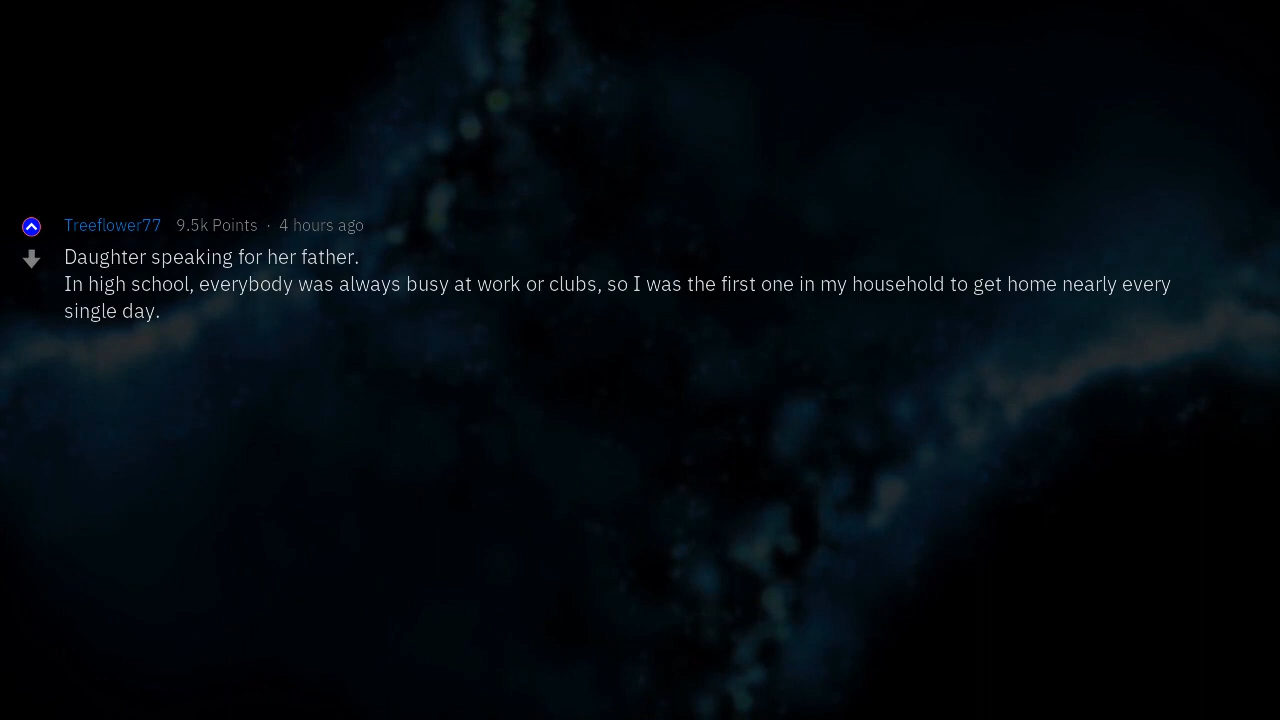 Treeflower77 9.5k Points · 4 hours ago
Daughter speaking for her father.
In high school, everybody was always busy at work or clubs, so I was the first one in my household to get home nearly every
single day.